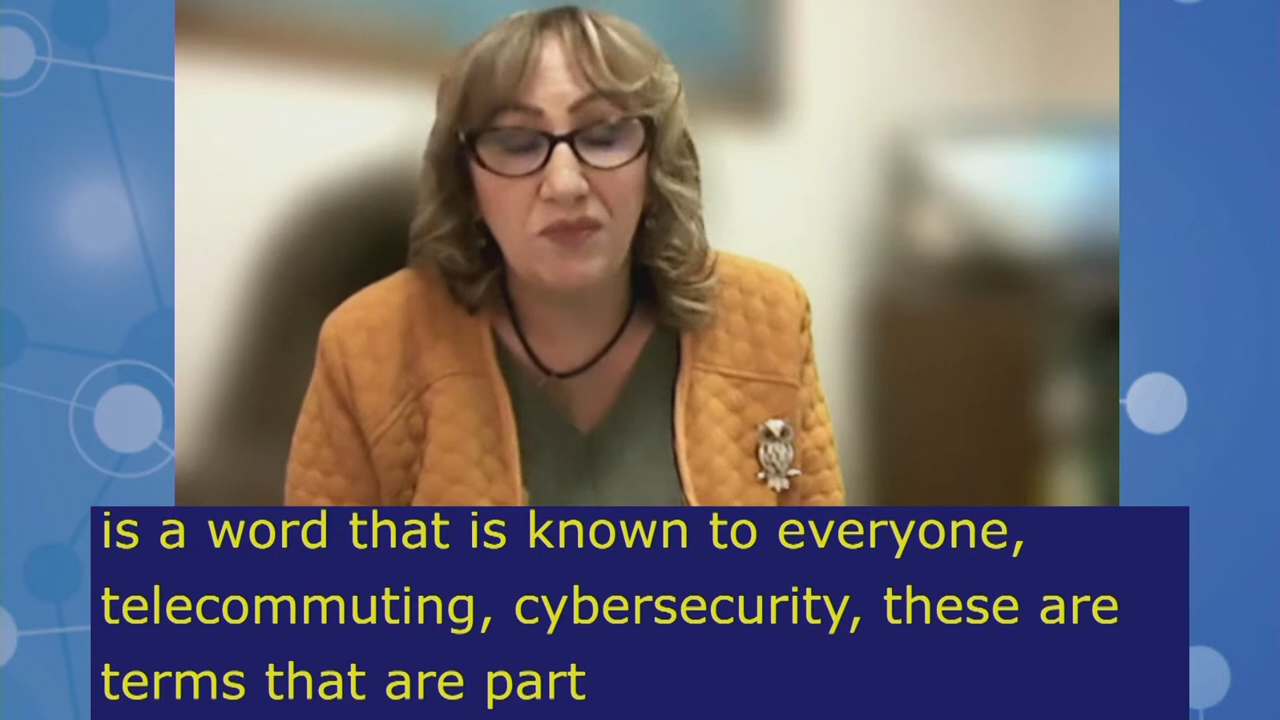 is a word that is known to everyone,
telecommuting, cybersecurity, these are
terms that are part